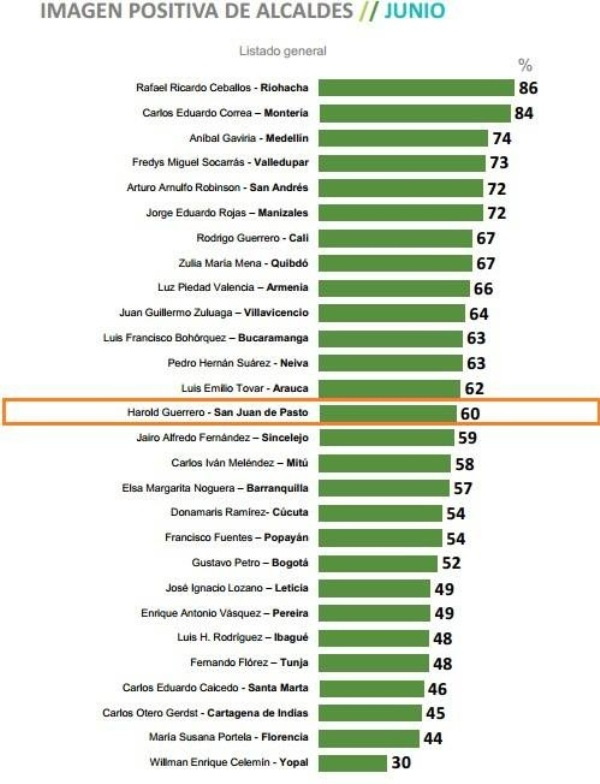 IMAGEN POSITIVA DE ALCALDES // JUNIO
Listado general
%
Rafael Ricardo Ceballos - Riohacha 86
Carlos Eduardo Correa – Montería 84
Aníbal Gaviria - Medellín 74
Fredys Miguel Socarrás - Valledupar 73
Arturo Arnulfo Robinson - San Andrés 72
Jorge Eduardo Rojas – Manizales 72
Rodrigo Guerrero - Cali 67
Zulia María Mena - Quibdó 67
Luz Piedad Valencia – Armenia 66
Juan Guillermo Zuluaga – Villavicencio 64
Luis Francisco Bohórquez – Bucaramanga 63
Pedro Hernán Suárez - Neiva 63
Luis Emilio Tovar - Arauca 62
Harold Guerrero - San Juan de Pasto 60
Jairo Alfredo Fernández – Sincelejo 59
Carlos Iván Meléndez – Mitú 58
Elsa Margarita Noguera – Barranquilla 57
Donamaris Ramírez- Cúcuta 54
Francisco Fuentes – Popayán 54
Gustavo Petro – Bogotá 52
José Ignacio Lozano – Leticia 49
Enrique Antonio Vásquez – Pereira 49
Luis H. Rodríguez – Ibagué 48
Fernando Flórez – Tunja 48
Carlos Eduardo Caicedo - Santa Marta 46
Carlos Otero Gerdst - Cartagena de Indias 45
María Susana Portela - Florencia 44
Willman Enrique Celemín - Yopal 30